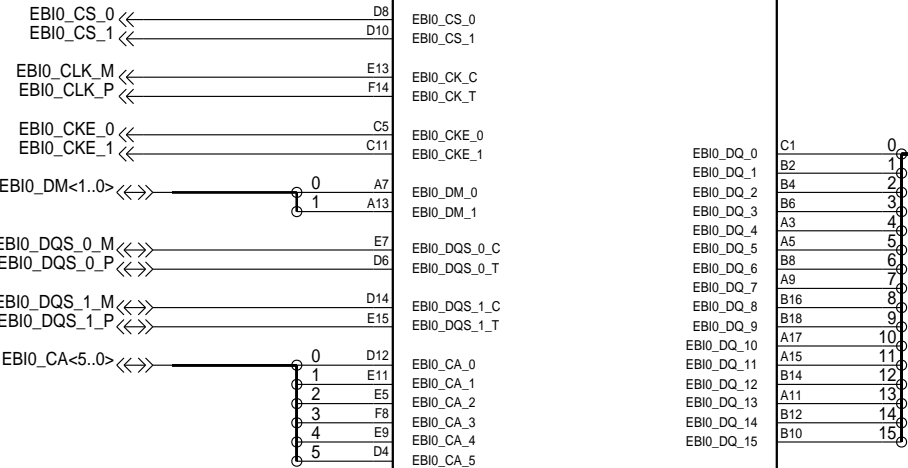 EBI0_CS_0 D8 EBI0_CS_0
EBI0_CS_1 D10 EBI0_CS_1
EBI0_CLK_M E13 EBI0_CK_C
EBI0_CLK_P F14 EBI0_CK_T
EBI0_CKE_0 C5 EBI0_CKE_0
EBI0_CKE_1 C11 EBI0_CKE_1
EBI0_DM<1..0> 0 A7 EBI0_DM_0
1 A13 EBI0_DM_1
EBI0_DQS_0_M E7 EBI0_DQS_0_C
EBI0_DQS_0_P D6 EBI0_DQS_0_T
EBI0_DQS_1_M D14 EBI0_DQS_1_C
EBI0_DQS_1_P E15 EBI0_DQS_1_T
EBI0_CA<5..0> 0 D12 EBI0_CA_0
1 E11 EBI0_CA_1
2 E5 EBI0_CA_2
3 F8 EBI0_CA_3
4 E9 EBI0_CA_4
5 D4 EBI0_CA_5
EBI0_DQ_0 C1 0
EBI0_DQ_1 B2 1
EBI0_DQ_2 B4 2
EBI0_DQ_3 B6 3
EBI0_DQ_4 A3 4
EBI0_DQ_5 A5 5
EBI0_DQ_6 B8 6
EBI0_DQ_7 A9 7
EBI0_DQ_8 B16 8
EBI0_DQ_9 B18 9
EBI0_DQ_10 A17 10
EBI0_DQ_11 A15 11
EBI0_DQ_12 B14 12
EBI0_DQ_13 A11 13
EBI0_DQ_14 B12 14
EBI0_DQ_15 B10 15